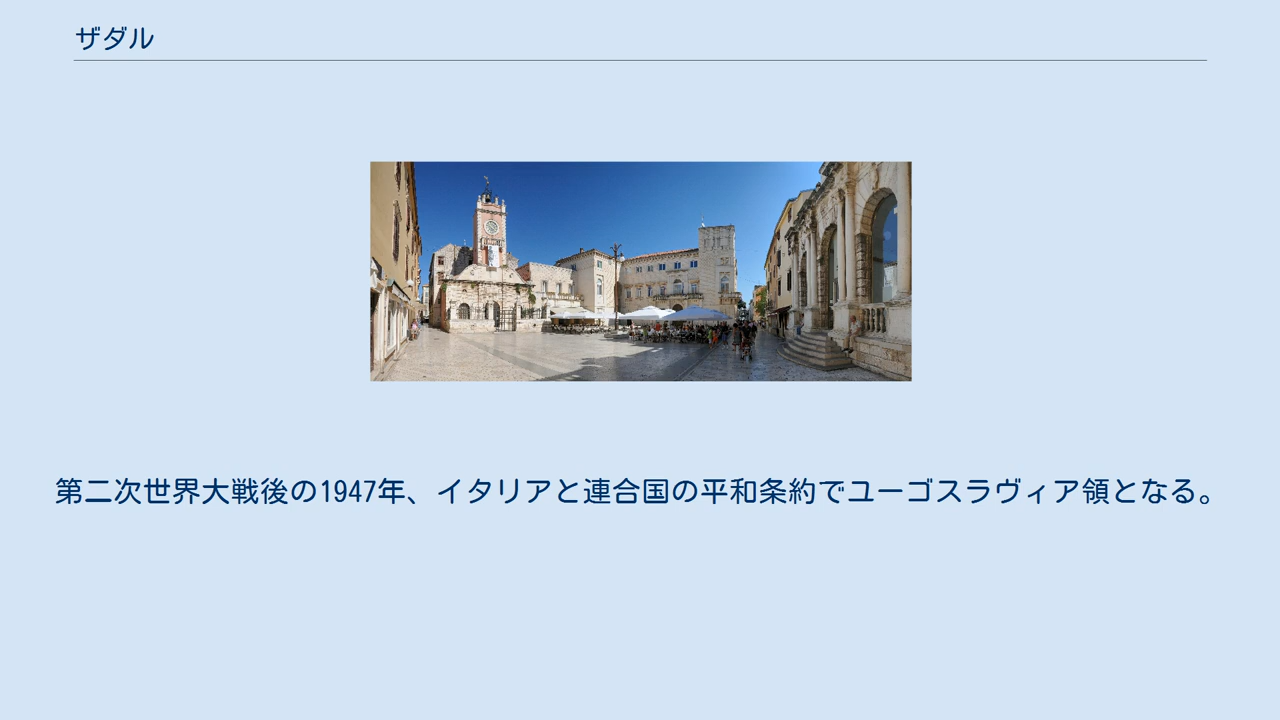 ザダル
第二次世界大戦後の1947年、イタリアと連合国の平和条約でユーゴスラヴィア領となる。